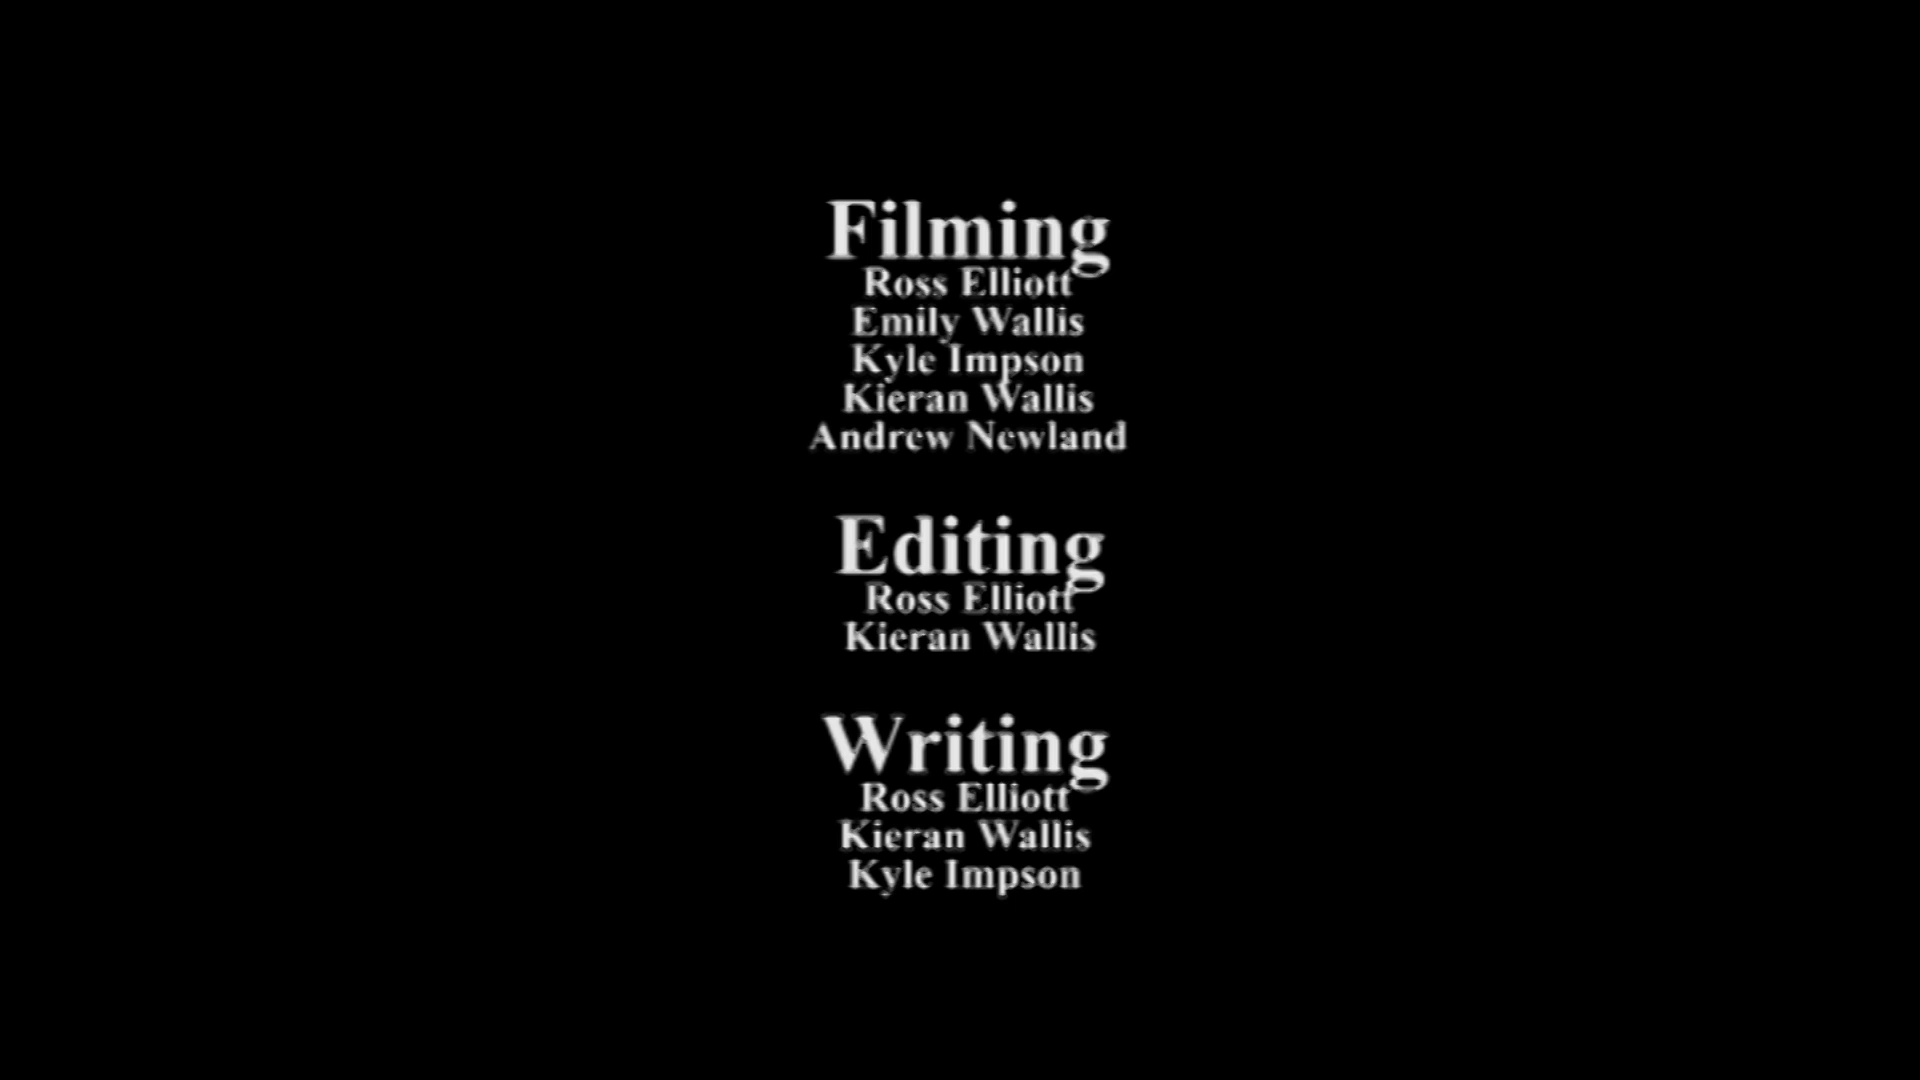 Filming
Ross Elliott
Emily Wallis
Kyle Impson
Kieran Wallis
Andrew Newland
Editing
Ross Elliott
Kieran Wallis
Writing
Ross Elliott
Kieran Wallis
Kyle Impson